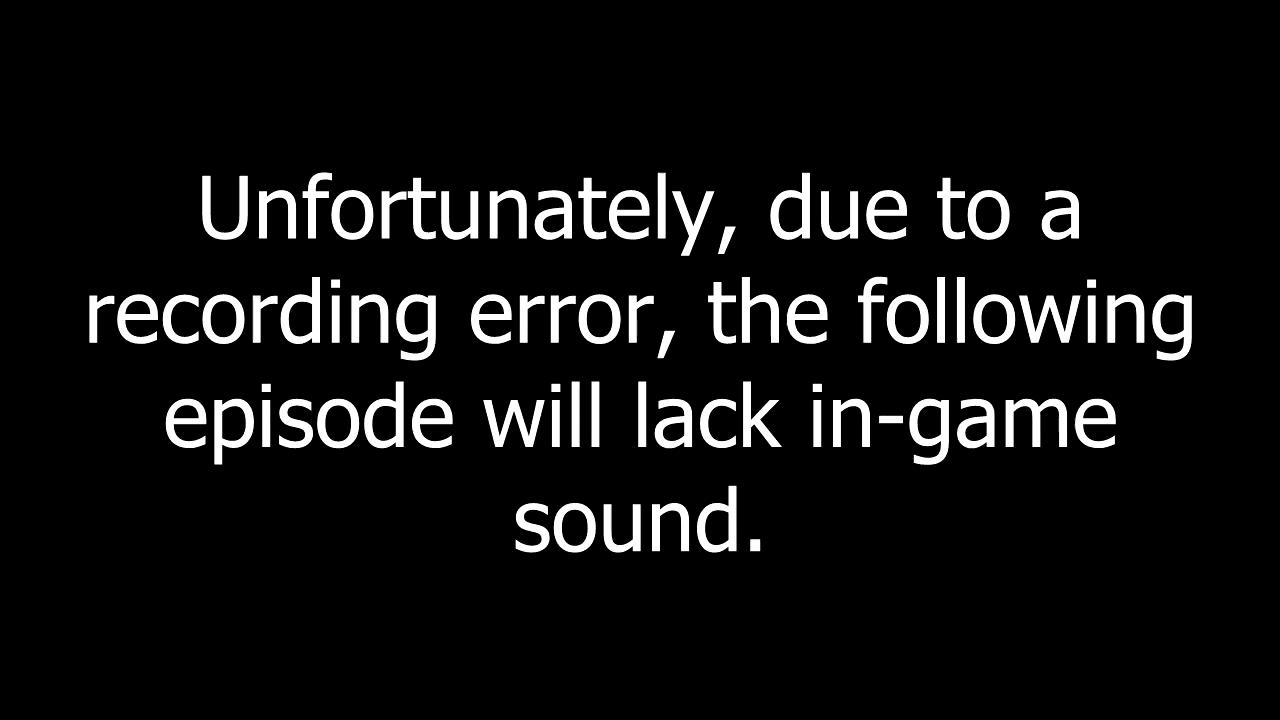 Unfortunately, due to a
recording error, the following
episode will lack in-game
sound.